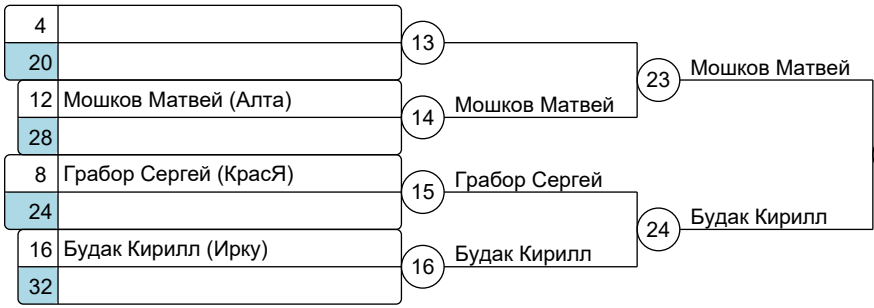 4
13
20
23
Мошков Матвей
12 Мошков Матвей (Алта)
14
Мошков Матвей
28
8 Грабор Сергей (КрасЯ)
15
Грабор Сергей
24
24
Будак Кирилл
16 Будак Кирилл (Ирку)
16
Будак Кирилл
32